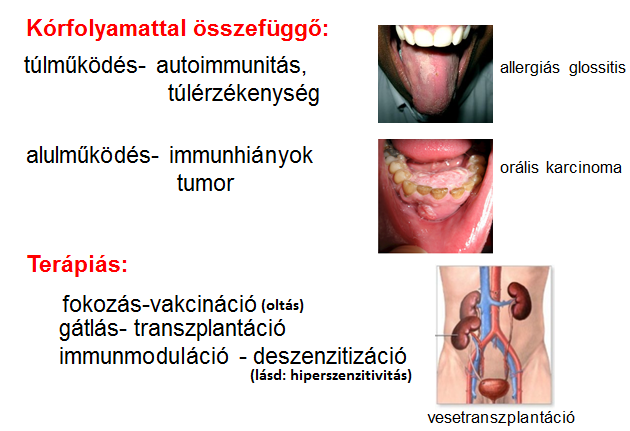 Kórfolyamattal összefüggő:
túlműködés- autoimmunitás,
túlérzékenység
allergiás glossitis
alulműködés- immunhiányok
tumor
orális karcinoma
Terápiás:
fokozás-vakcináció (oltás)
gátlás- transzplantáció
immunmoduláció - deszenzitizáció
(lásd: hiperszenzitivitás)
vesetranszplantáció